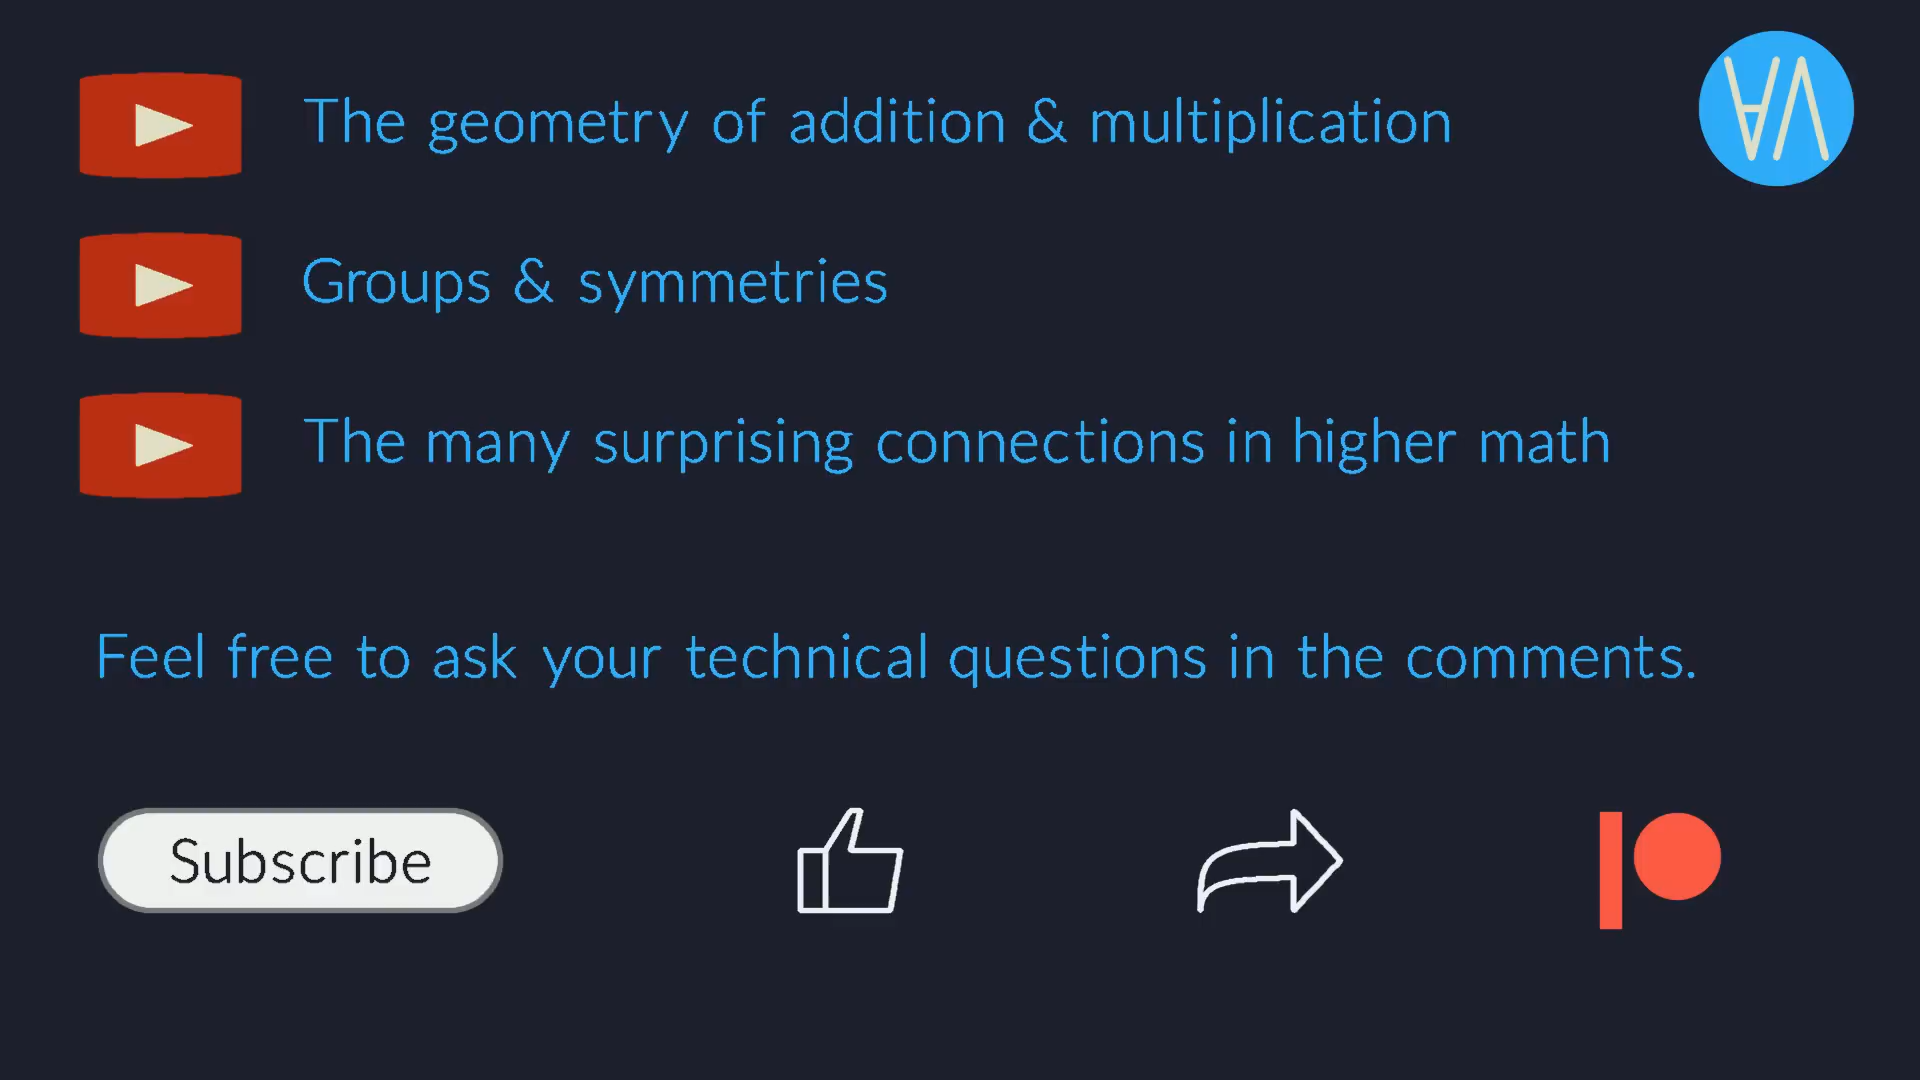 The geometry of addition & multiplication
Groups & symmetries
The many surprising connections in higher math
Feel free to ask your technical questions in the comments.
Subscribe